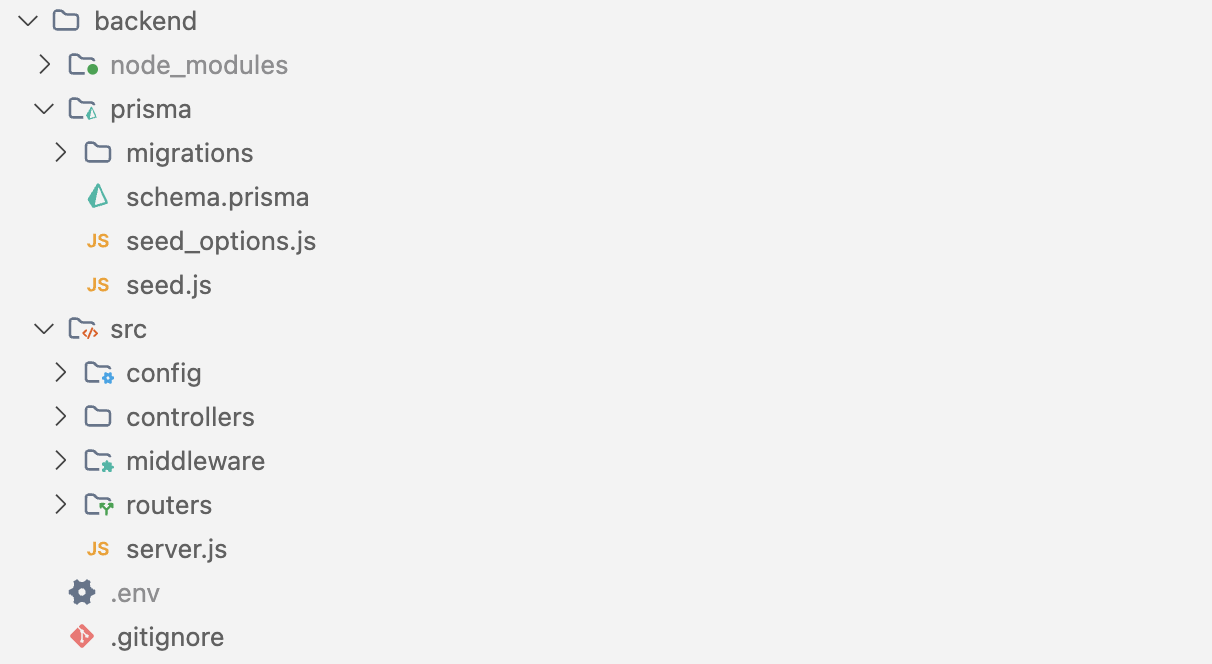 backend
node_modules
prisma
migrations
schema.prisma
JS seed_options.js
JS seed.js
src
config
controllers
middleware
routers
JS server.js
.env
.gitignore